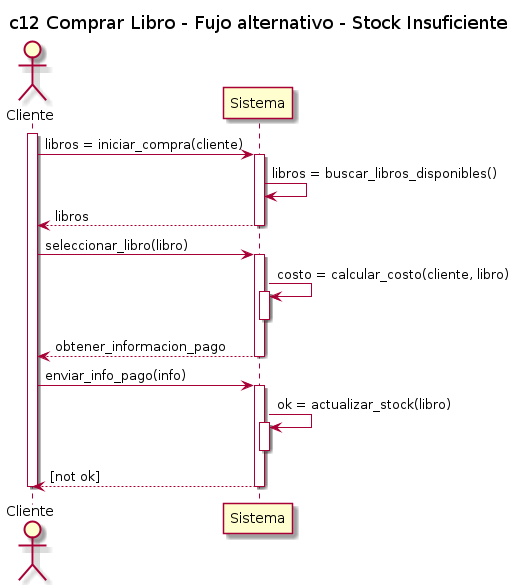 c12 Comprar Libro - Fujo alternativo - Stock Insuficiente
Cliente
Sistema
libros = iniciar_compra(cliente)
libros = buscar_libros_disponibles()
libros
seleccionar_libro(libro)
costo = calcular_costo(cliente, libro)
obtener_informacion_pago
enviar_info_pago(info)
ok = actualizar_stock(libro)
[not ok]
Cliente
Sistema